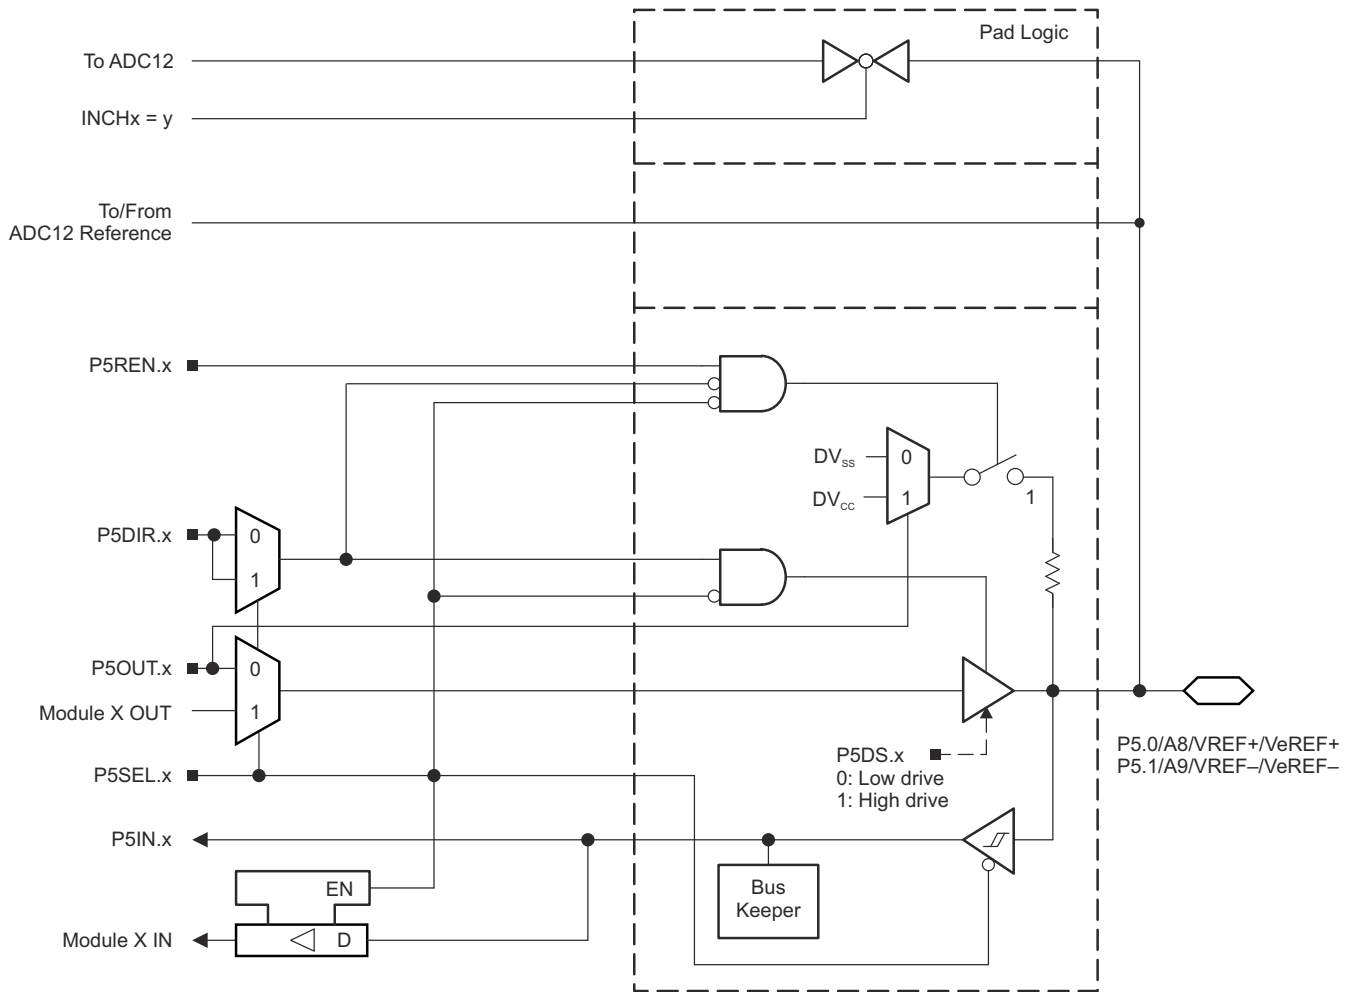 Pad Logic
To ADC12
INCHx = y
To/From
ADC12 Reference
P5REN.x
DVSS
0
DVCC
1
1
P5DIR.x
0
1
P5OUT.x
0
Module X OUT
1
P5SEL.x
P5DS.x
0: Low drive
1: High drive
P5.0/A8/VREF+/VeREF+
P5.1/A9/VREF–/VeREF–
P5IN.x
Bus
Keeper
EN
Module X IN
D